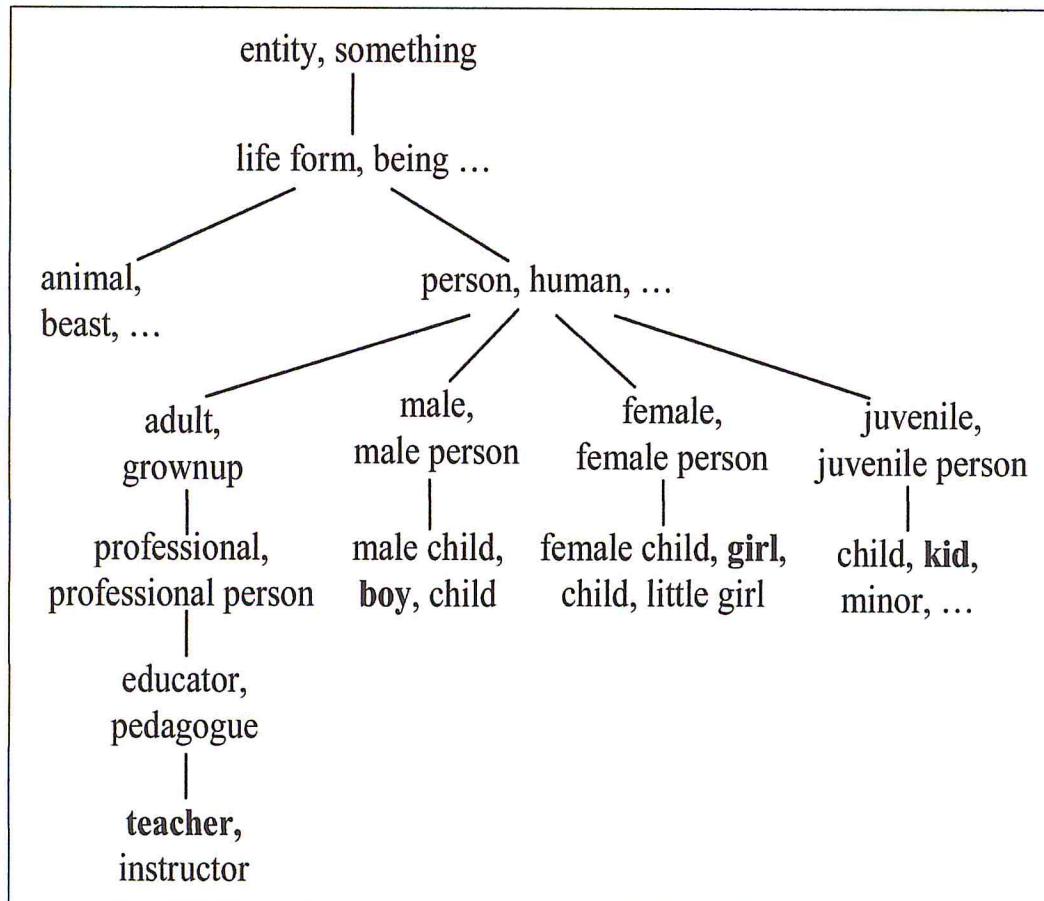 entity, something
life form, being …
animal,
beast, …
person, human, …
adult,
grownup
male,
male person
female,
female person
juvenile,
juvenile person
professional,
professional person
male child,
boy, child
female child, girl,
child, little girl
child, kid,
minor, …
educator,
pedagogue
teacher,
instructor